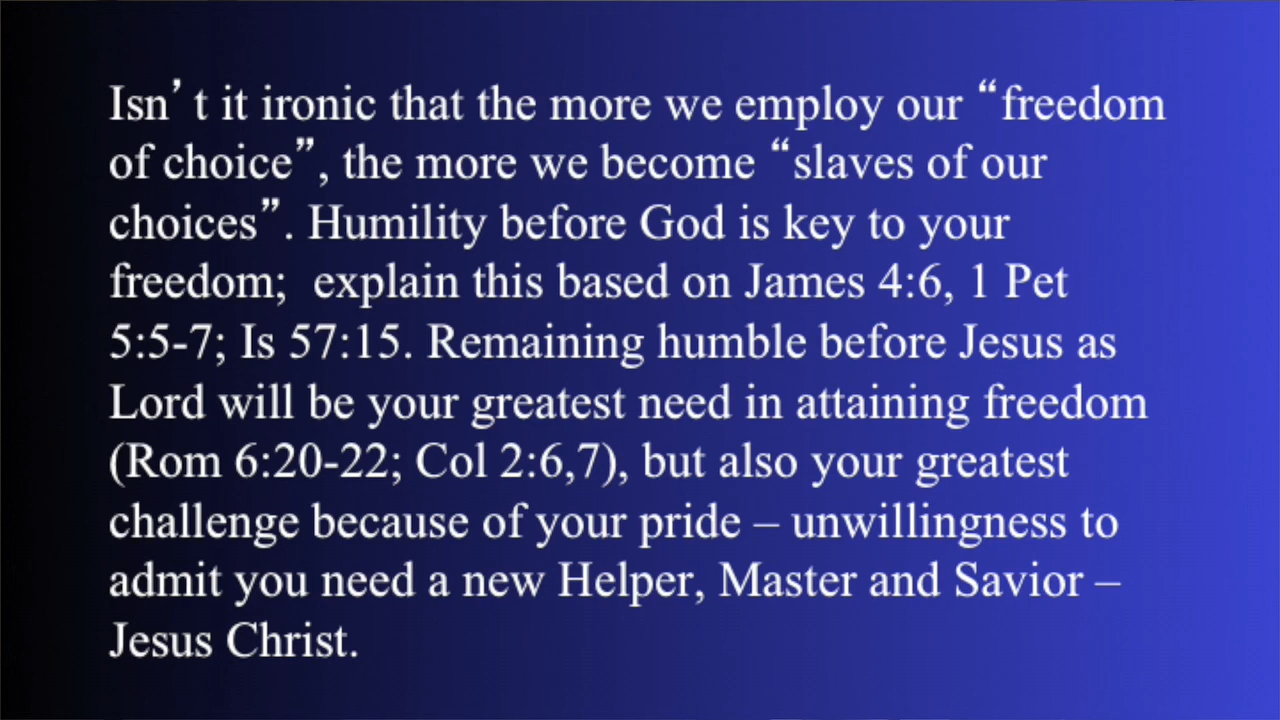 Isn’ t it ironic that the more we employ our “freedom
of choice”, the more we become “slaves of our
choices”. Humility before God is key to your
freedom;  explain this based on James 4:6, 1 Pet
5:5-7; Is 57:15. Remaining humble before Jesus as
Lord will be your greatest need in attaining freedom
(Rom 6:20-22; Col 2:6,7), but also your greatest
challenge because of your pride – unwillingness to
admit you need a new Helper, Master and Savior –
Jesus Christ.